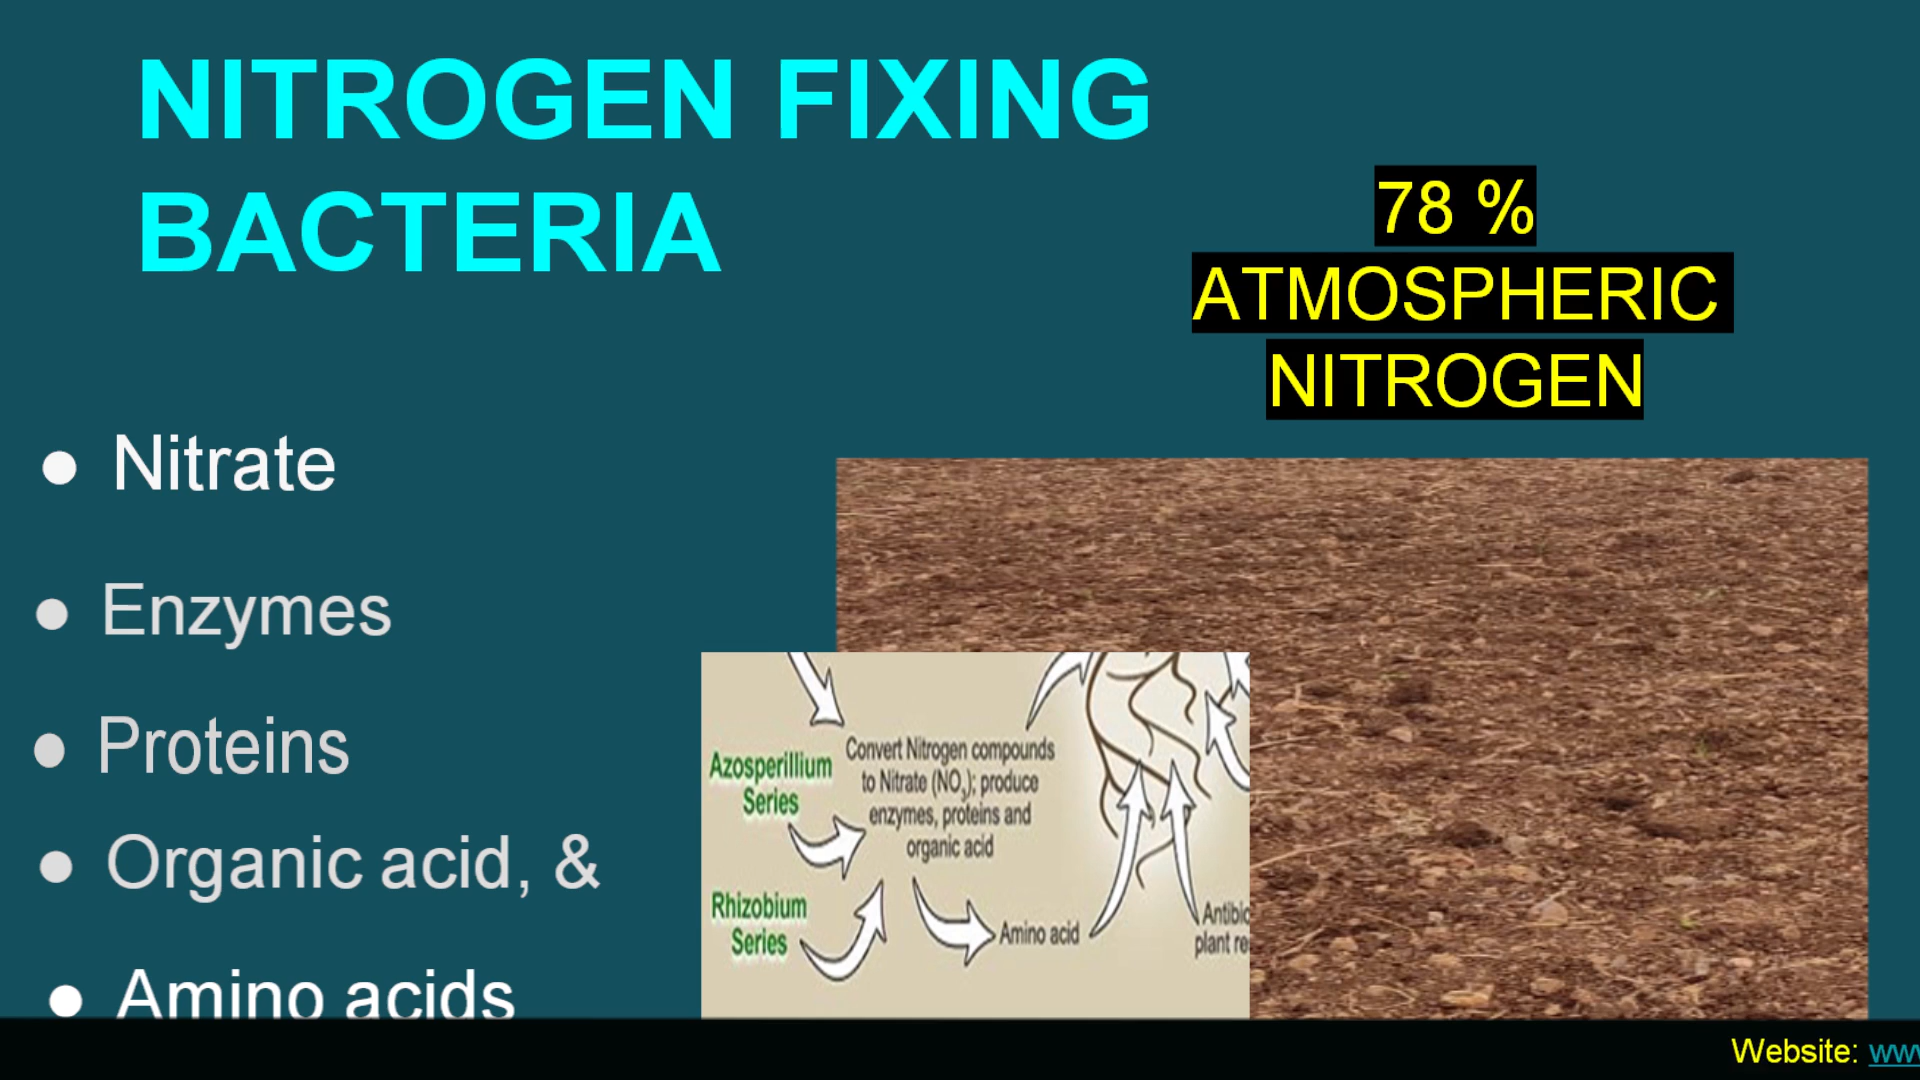 NITROGEN FIXING
BACTERIA
78 %
ATMOSPHERIC
NITROGEN
● Nitrate
● Enzymes
● Proteins
● Organic acid, &
● Amino acids
Azosperillium
Series
Convert Nitrogen compounds
to Nitrate (NO₃); produce
enzymes, proteins and
organic acid
Rhizobium
Series
Amino acid
plant
Website: